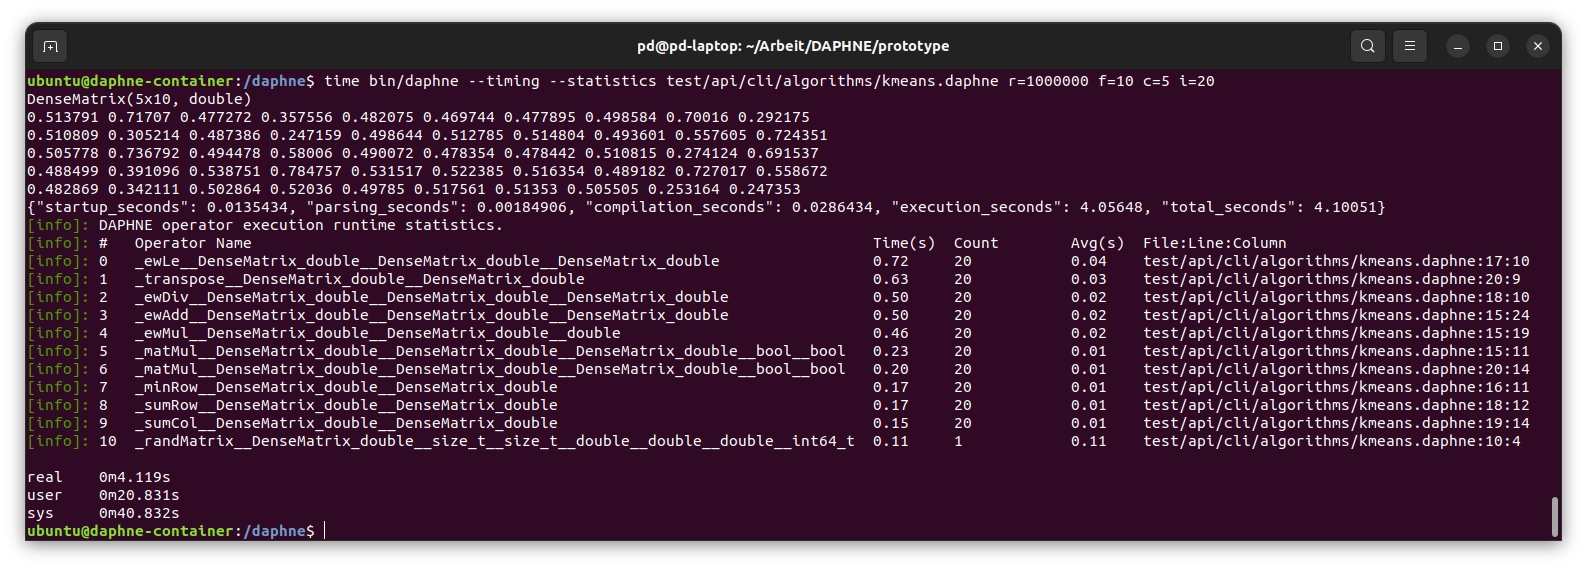 pd@pd-laptop: ~/Arbeit/DAPHNE/prototype
ubuntu@daphne-container:/daphne$ time bin/daphne --timing --statistics test/api/cli/algorithms/kmeans.daphne r=1000000 f=10 c=5 i=20
DenseMatrix(5x10, double)
0.513791 0.71707 0.477272 0.357556 0.482075 0.469744 0.477895 0.498584 0.70016 0.292175
0.510809 0.305214 0.487386 0.247159 0.498644 0.512785 0.514804 0.493601 0.557605 0.724351
0.505778 0.736792 0.494478 0.58006 0.490072 0.478354 0.478442 0.510815 0.274124 0.691537
0.488499 0.391096 0.538751 0.784757 0.531517 0.522385 0.516354 0.489182 0.727017 0.558672
0.482869 0.342111 0.502864 0.52036 0.49785 0.517561 0.51353 0.505505 0.253164 0.247353
{"startup_seconds": 0.0135434, "parsing_seconds": 0.00184906, "compilation_seconds": 0.0286434, "execution_seconds": 4.05648, "total_seconds": 4.10051}
[info]: DAPHNE operator execution runtime statistics.
[info]: #   Operator Name   Time(s)  Count   Avg(s)  File:Line:Column
[info]: 0   _ewLe__DenseMatrix_double__DenseMatrix_double__DenseMatrix_double   0.72   20   0.04   test/api/cli/algorithms/kmeans.daphne:17:10
[info]: 1   _transpose__DenseMatrix_double__DenseMatrix_double   0.63   20   0.03   test/api/cli/algorithms/kmeans.daphne:20:9
[info]: 2   _ewDiv__DenseMatrix_double__DenseMatrix_double__DenseMatrix_double   0.50   20   0.02   test/api/cli/algorithms/kmeans.daphne:18:10
[info]: 3   _ewAdd__DenseMatrix_double__DenseMatrix_double__DenseMatrix_double   0.50   20   0.02   test/api/cli/algorithms/kmeans.daphne:15:24
[info]: 4   _ewMul__DenseMatrix_double__DenseMatrix_double__double   0.46   20   0.02   test/api/cli/algorithms/kmeans.daphne:15:19
[info]: 5   _matMul__DenseMatrix_double__DenseMatrix_double__DenseMatrix_double__bool__bool   0.23   20   0.01   test/api/cli/algorithms/kmeans.daphne:15:11
[info]: 6   _matMul__DenseMatrix_double__DenseMatrix_double__DenseMatrix_double__bool__bool   0.20   20   0.01   test/api/cli/algorithms/kmeans.daphne:20:14
[info]: 7   _minRow__DenseMatrix_double__DenseMatrix_double   0.17   20   0.01   test/api/cli/algorithms/kmeans.daphne:16:11
[info]: 8   _sumRow__DenseMatrix_double__DenseMatrix_double   0.17   20   0.01   test/api/cli/algorithms/kmeans.daphne:18:12
[info]: 9   _sumCol__DenseMatrix_double__DenseMatrix_double   0.15   20   0.01   test/api/cli/algorithms/kmeans.daphne:19:14
[info]: 10  _randMatrix__DenseMatrix_double__size_t__size_t__double__double__double__int64_t   0.11   1   0.11   test/api/cli/algorithms/kmeans.daphne:10:4
real    0m4.119s
user    0m20.831s
sys     0m40.832s
ubuntu@daphne-container:/daphne$